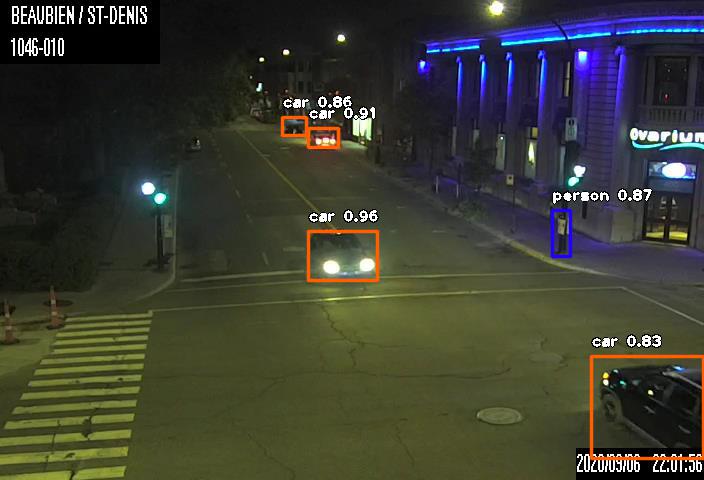 BEAUBIEN / ST-DENIS
1046-010
car 0.86
car 0.91
Ovarium
person 0.87
car 0.96
car 0.83
2020/09/06 22:01:56